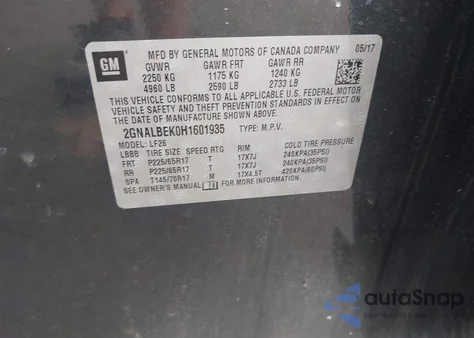 GM
MFD BY GENERAL MOTORS OF CANADA COMPANY 05/17
GVWR GAWR FRT GAWR RR
2250 KG 1175 KG 1240 KG
4960 LB 2590 LB 2733 LB
THIS VEHICLE CONFORMS TO ALL APPLICABLE U.S. FEDERAL MOTOR
VEHICLE SAFETY AND THEFT PREVENTION STANDARDS IN EFFECT ON
THE DATE OF MANUFACTURE SHOWN ABOVE.
2GNALBEK0H1601935 TYPE: M.P.V.
MODEL: LF26
LBBB TIRE SIZE SPEED RTG RIM COLD TIRE PRESSURE
FRT P225/65R17 T 17X7J 240KPA(35PSI)
RR P225/65R17 T 17X7J 240KPA(35PSI)
SPA T145/70R17 M 17X4.5T 420KPA(60PSI)
SEE OWNER'S MANUAL FOR MORE INFORMATION.
autoSnap